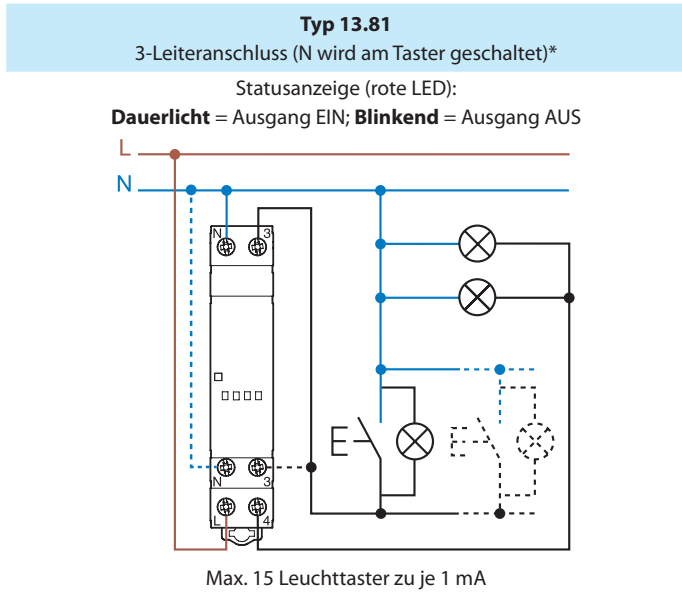 Typ 13.81
3-Leiteranschluss (N wird am Taster geschaltet)*
Statusanzeige (rote LED):
Dauerlicht = Ausgang EIN; Blinkend = Ausgang AUS
L
N
N 3
N 3
L 4
Max. 15 Leuchttaster zu je 1 mA